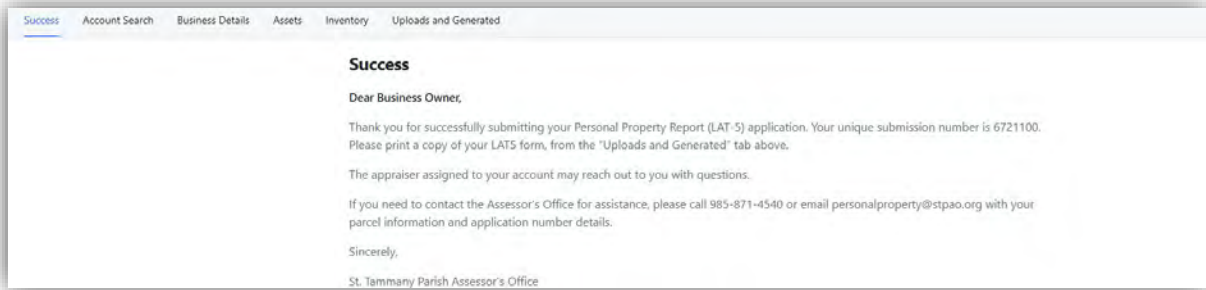 Success Account Search Business Details Assets Inventory Uploads and Generated
Success
Dear Business Owner,
Thank you for successfully submitting your Personal Property Report (LAT-5) application. Your unique submission number is 6721100.
Please print a copy of your LAT5 form, from the "Uploads and Generated" tab above.
The appraiser assigned to your account may reach out to you with questions.
If you need to contact the Assessor's Office for assistance, please call 985-871-4540 or email personalproperty@stpao.org with your
parcel information and application number details.
Sincerely,
St. Tammany Parish Assessor's Office